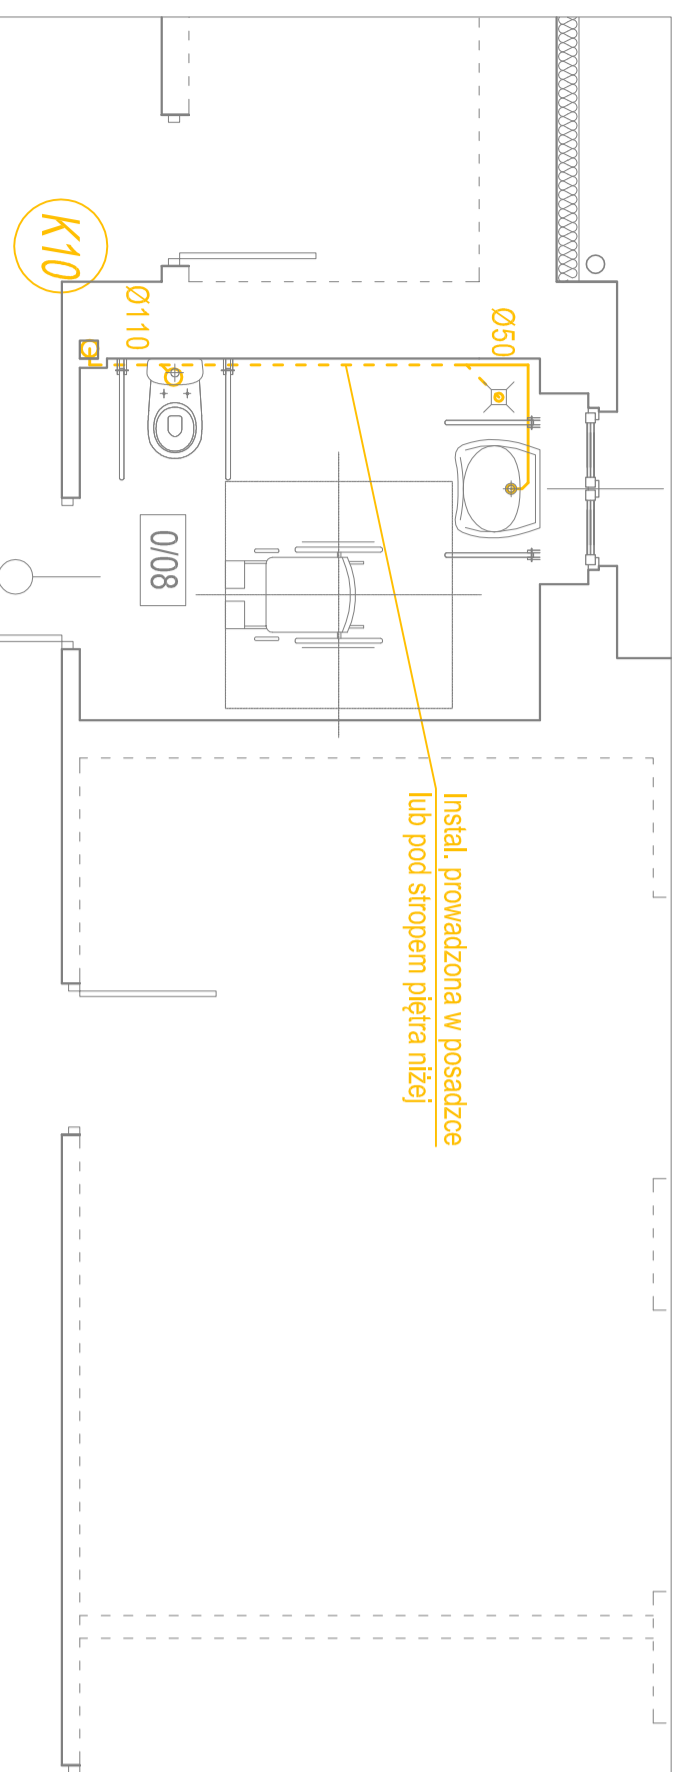 K10
Ø110
Ø50
0/08
Instal. prowadzona w posadzce
lub pod stropem piętra niżej